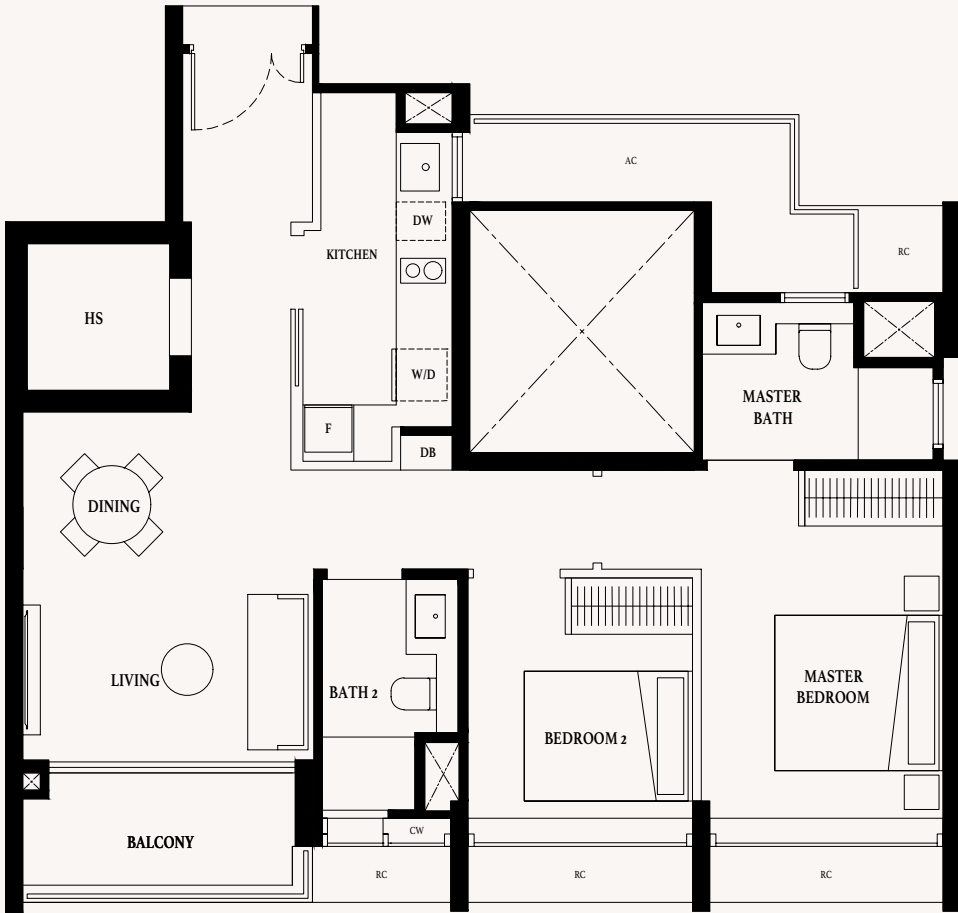 AC
DW
KITCHEN
RC
HS
W/D
MASTER
BATH
F
DB
DINING
LIVING
BATH 2
MASTER
BEDROOM
BEDROOM 2
CW
BALCONY
RC
RC
RC